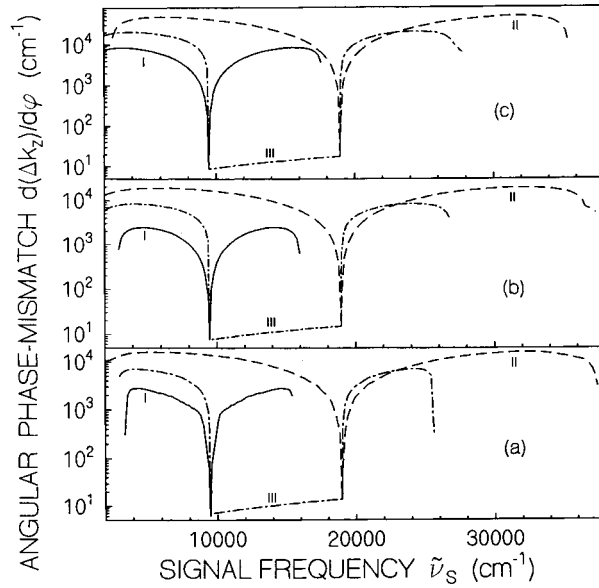 ANGULAR PHASE-MISMATCH d(Δk_z)/dφ (cm⁻¹)
10⁴
10³
10²
10¹
I
II
III
(c)
10⁴
10³
10²
10¹
I
II
III
(b)
10⁴
10³
10²
10¹
I
II
III
(a)
10000 20000 30000
SIGNAL FREQUENCY ṽ_S (cm⁻¹)